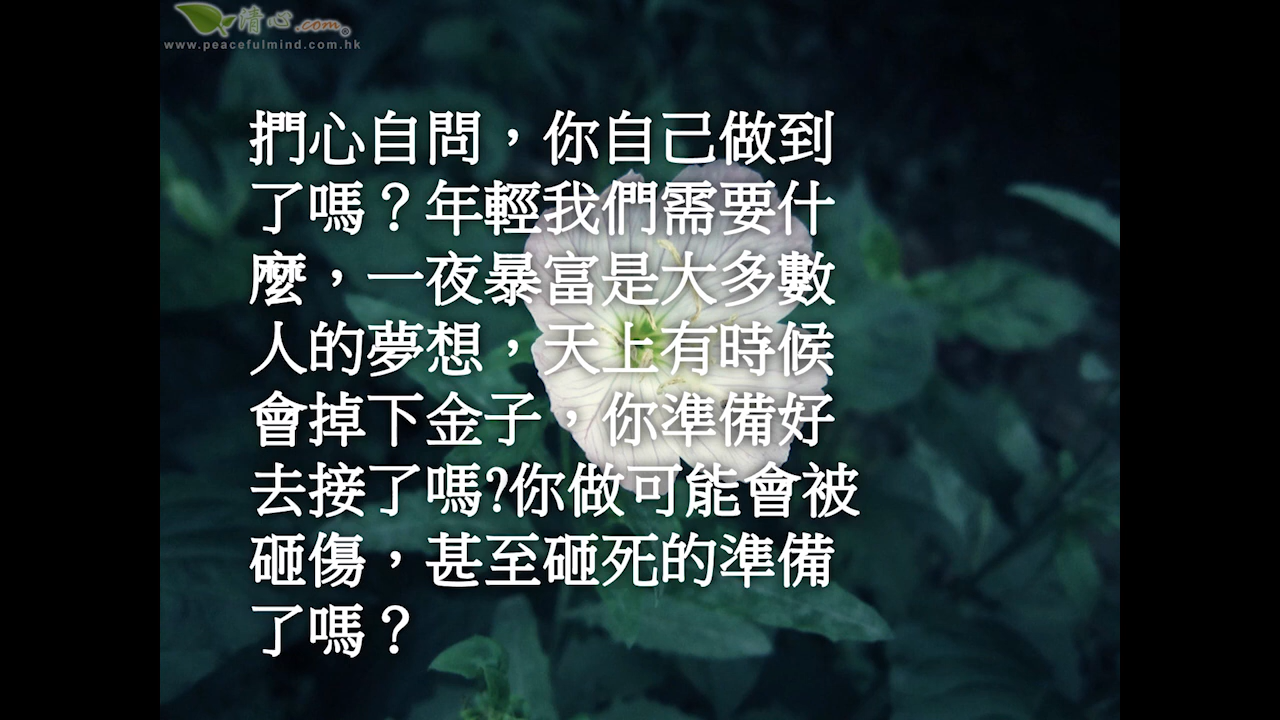 清心.com®
www.peacefulmind.com.hk
捫心自問，你自己做到
了嗎？年輕我們需要什
麼，一夜暴富是大多數
人的夢想，天上有時候
會掉下金子，你準備好
去接了嗎?你做可能會被
砸傷，甚至砸死的準備
了嗎？